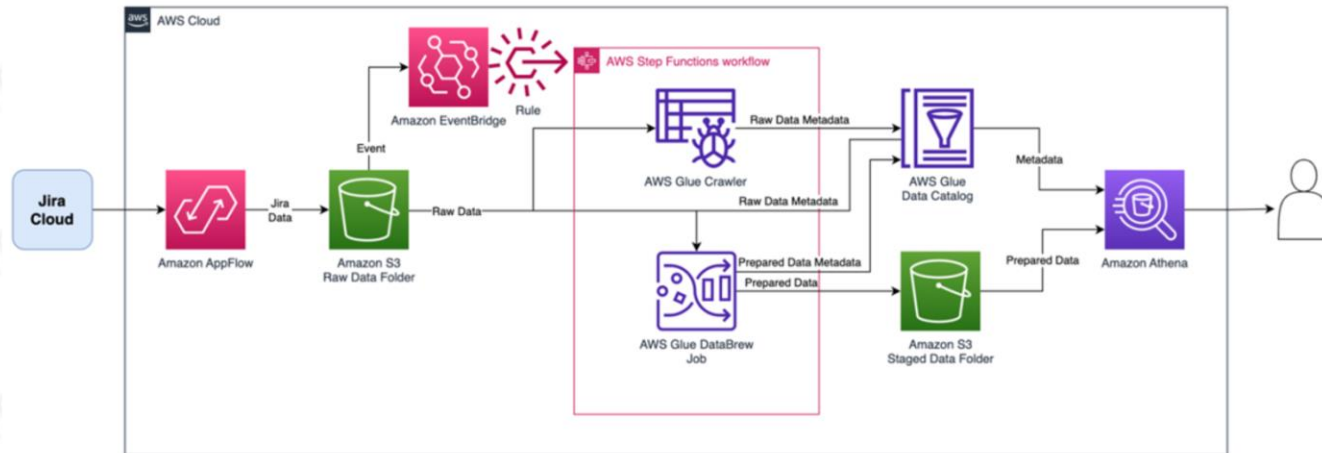 aws
AWS Cloud
Amazon EventBridge
Rule
AWS Step Functions workflow
Event
Jira
Cloud
Amazon AppFlow
Jira
Data
Amazon S3
Raw Data Folder
Raw Data
AWS Glue Crawler
Raw Data Metadata
Raw Data Metadata
AWS Glue
Data Catalog
Metadata
Amazon Athena
Prepared Data Metadata
Prepared Data
AWS Glue DataBrew
Job
Amazon S3
Staged Data Folder
Prepared Data